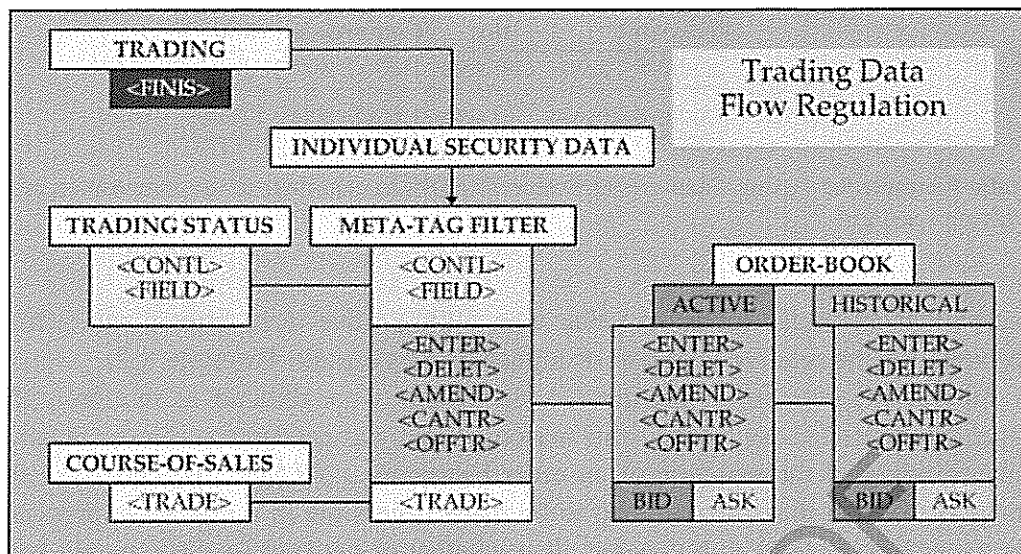 TRADING
<FINIS>
Trading Data
Flow Regulation
INDIVIDUAL SECURITY DATA
TRADING STATUS
<CONTL>
<FIELD>
META-TAG FILTER
<CONTL>
<FIELD>
<ENTER>
<DELET>
<AMEND>
<CANTR>
<OFFTR>
<TRADE>
ORDER-BOOK
ACTIVE
<ENTER>
<DELET>
<AMEND>
<CANTR>
<OFFTR>
BID ASK
HISTORICAL
<ENTER>
<DELET>
<AMEND>
<CANTR>
<OFFTR>
BID ASK
COURSE-OF-SALES
<TRADE>